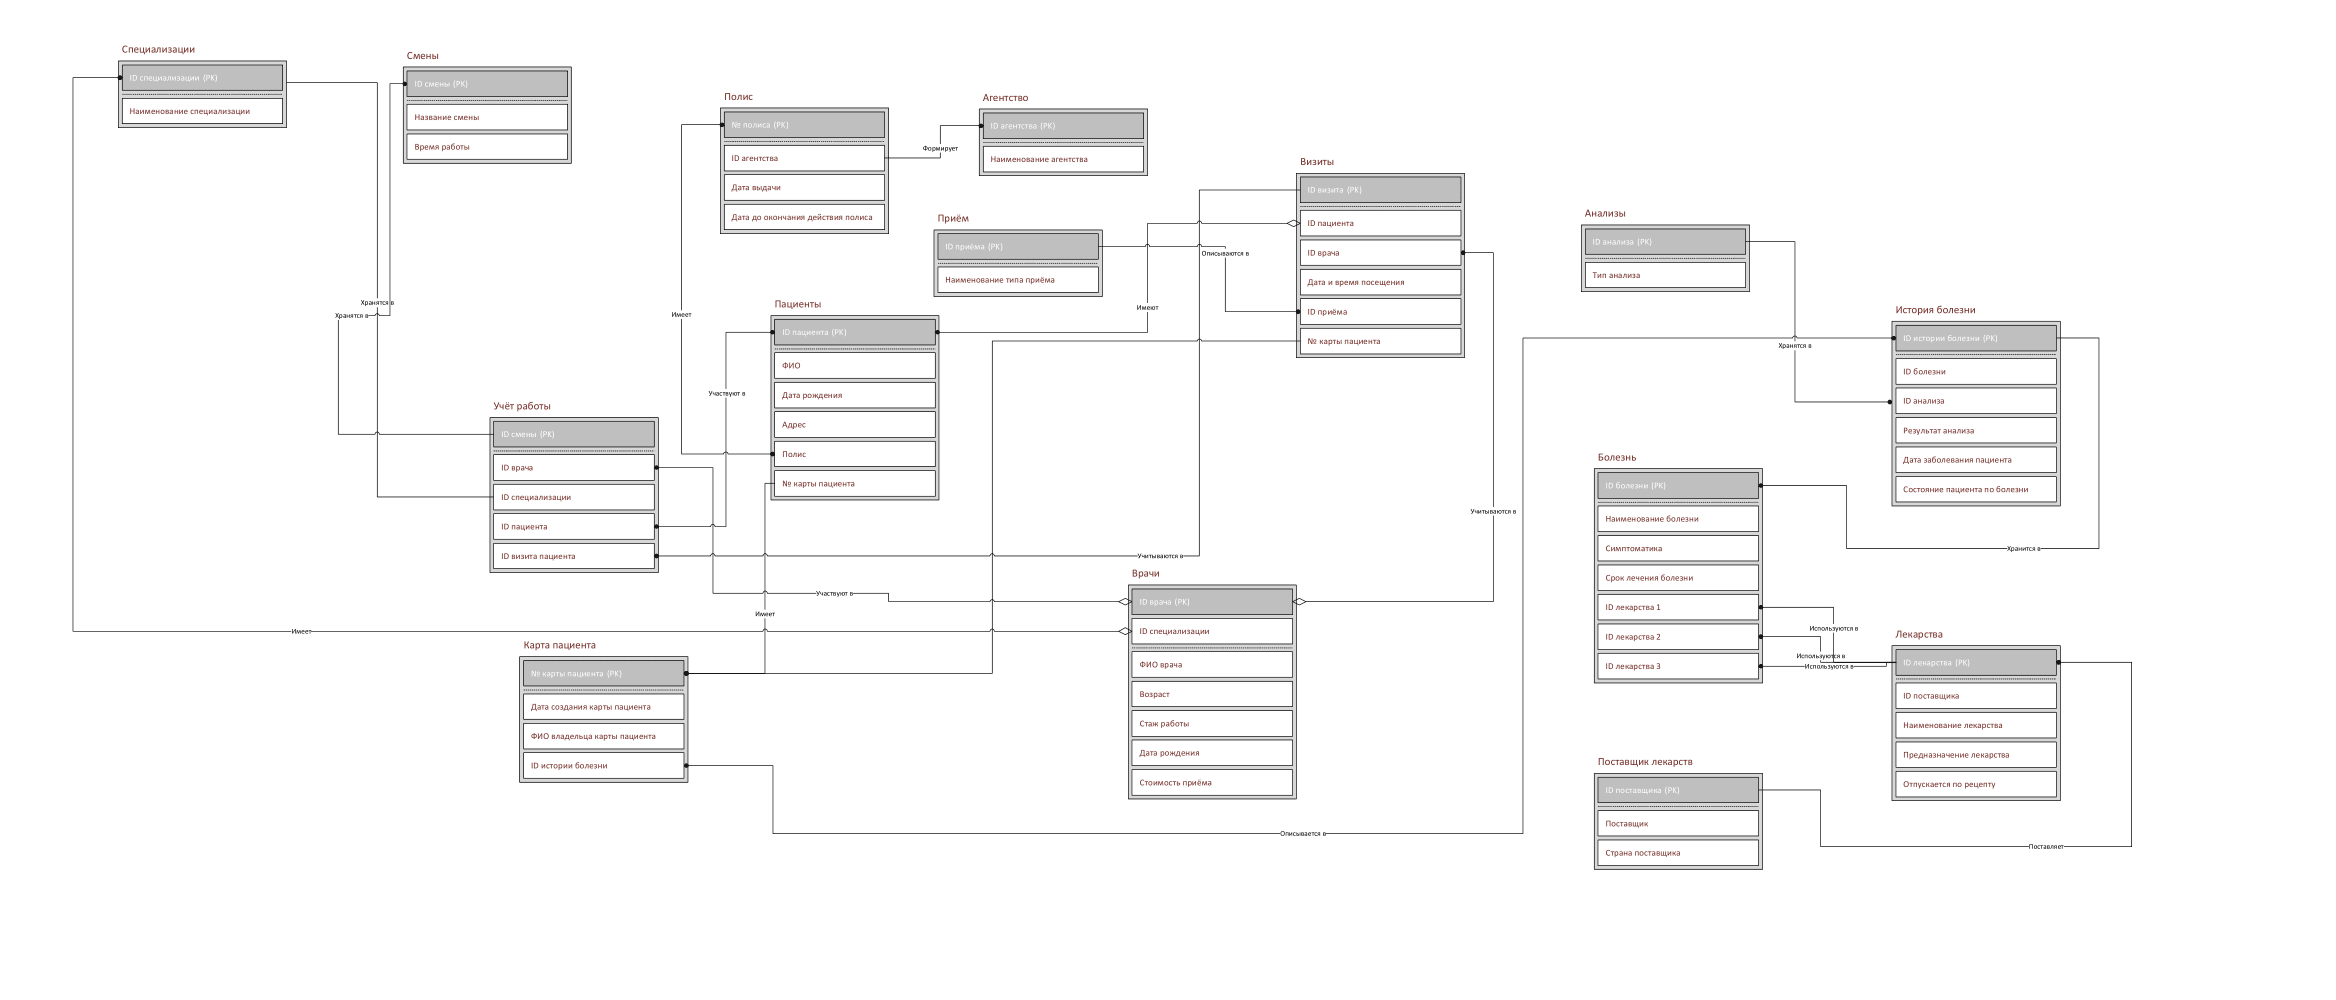 Специализации
ID специализации (PK)
Наименование специализации
Смены
ID смены (PK)
Название смены
Время работы
Полис
№ полиса (PK)
ID агентства
Дата выдачи
Дата до окончания действия полиса
Формирует
Агентство
ID агентства (PK)
Наименование агентства
Приём
ID приёма (PK)
Наименование типа приёма
Визиты
ID визита (PK)
ID пациента
ID врача
Дата и время посещения
ID приёма
№ карты пациента
Описываются в
Имеют
Имеет
Хранятся в
Хранятся в
Пациенты
ID пациента (PK)
ФИО
Дата рождения
Адрес
Полис
№ карты пациента
Участвуют в
Учёт работы
ID смены (PK)
ID врача
ID специализации
ID пациента
ID визита пациента
Учитываются в
Учитываются в
Участвуют в
Имеет
Имеет
Врачи
ID врача (PK)
ID специализации
ФИО врача
Возраст
Стаж работы
Дата рождения
Стоимость приёма
Карта пациента
№ карты пациента (PK)
Дата создания карты пациента
ФИО владельца карты пациента
ID истории болезни
Описывается в
Анализы
ID анализа (PK)
Тип анализа
Хранятся в
История болезни
ID истории болезни (PK)
ID болезни
ID анализа
Результат анализа
Дата заболевания пациента
Состояние пациента по болезни
Хранится в
Болезнь
ID болезни (PK)
Наименование болезни
Симптоматика
Срок лечения болезни
ID лекарства 1
ID лекарства 2
ID лекарства 3
Используются в
Используются в
Используются в
Лекарства
ID лекарства (PK)
ID поставщика
Наименование лекарства
Предназначение лекарства
Отпускается по рецепту
Поставщик лекарств
ID поставщика (PK)
Поставщик
Страна поставщика
Поставляет